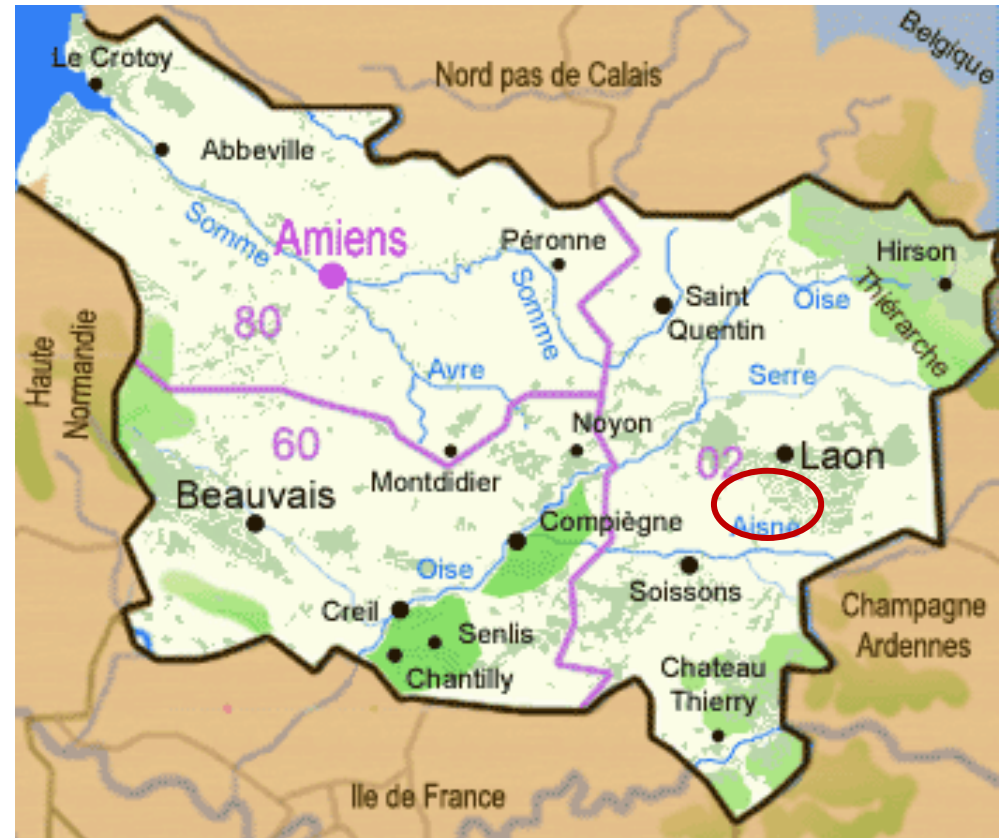 Belgique
Le Crotoy
Nord pas de Calais
Abbeville
Somme
Amiens
Péronne
Hirson
Somme
Saint
Quentin
Oise
Thiérarche
80
Haute
Normandie
Avre
Serre
60
Noyon
02
Laon
Montdidier
Beauvais
Compiègne
Aisne
Oise
Soissons
Creil
Senlis
Champagne
Ardennes
Chantilly
Chateau
Thierry
Ile de France